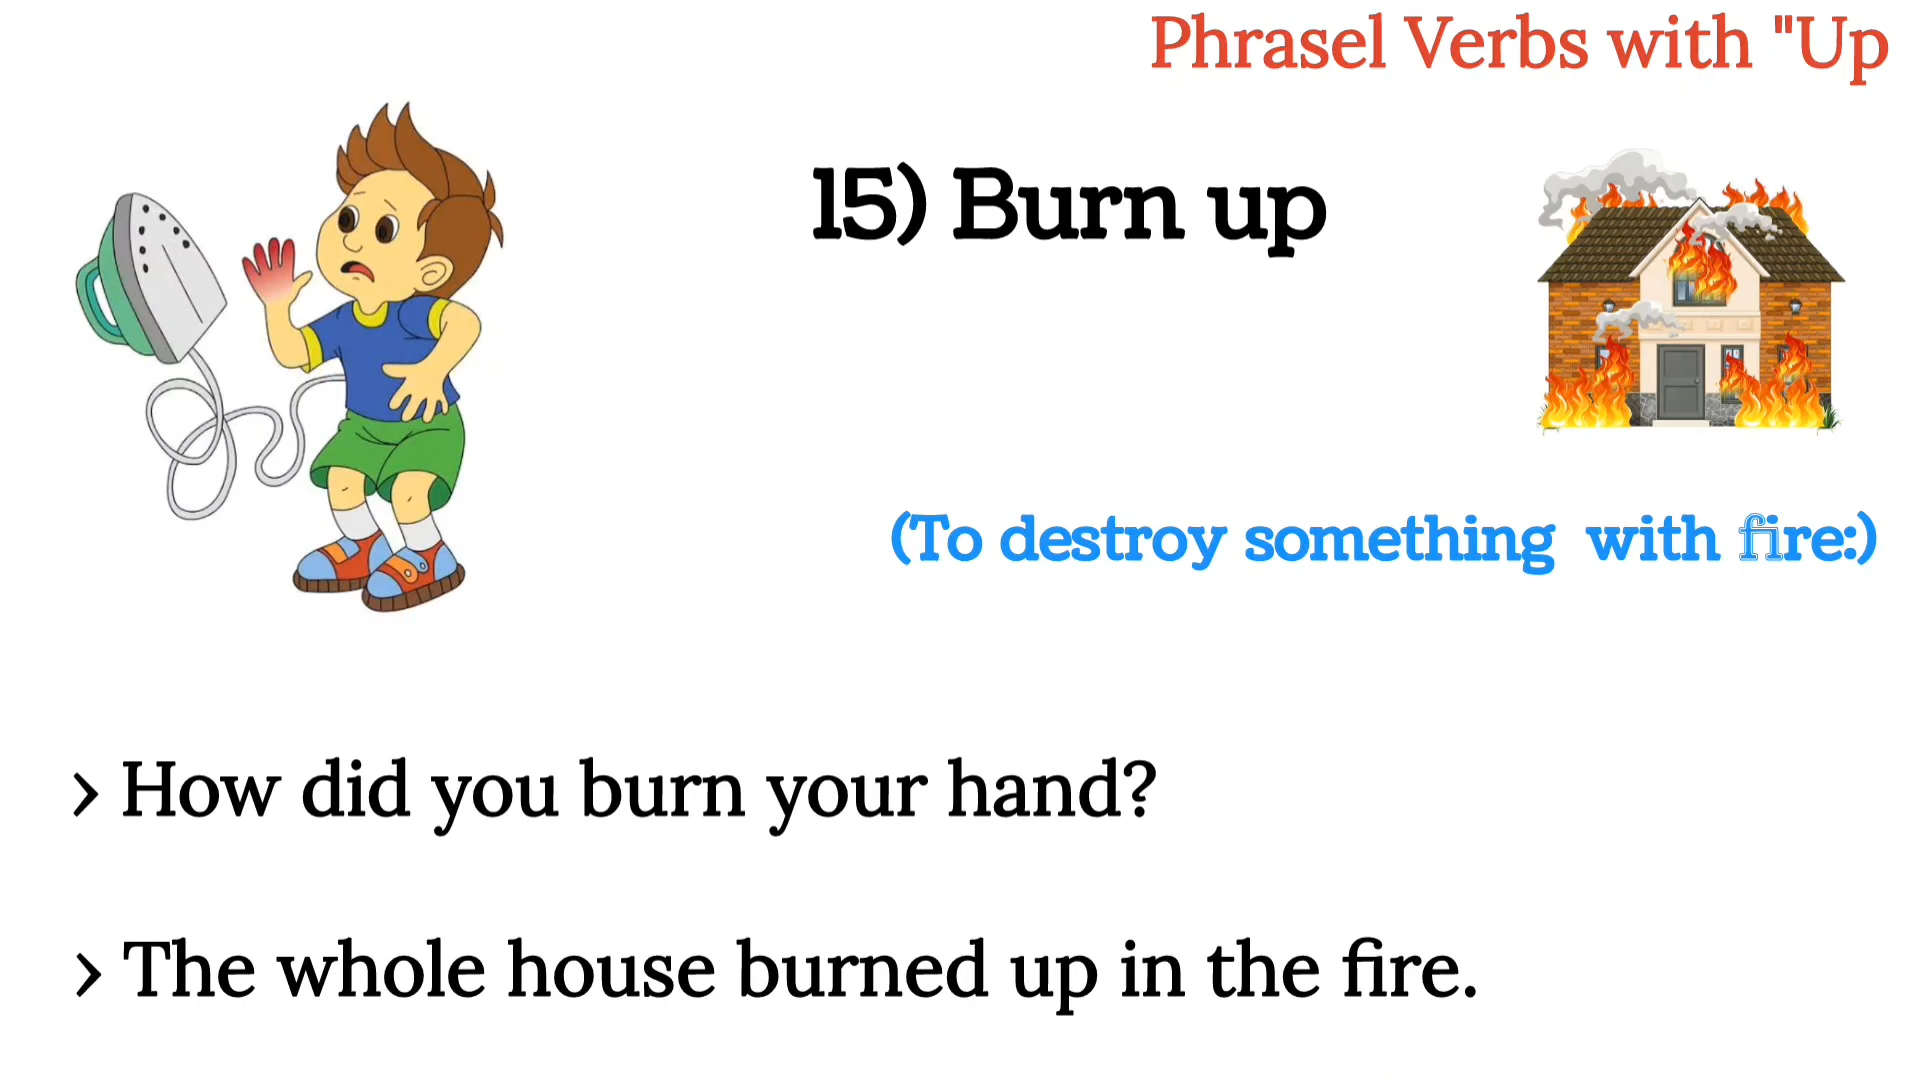 Phrasel Verbs with "Up
15) Burn up
(To destroy something with fire:)
› How did you burn your hand?
› The whole house burned up in the fire.